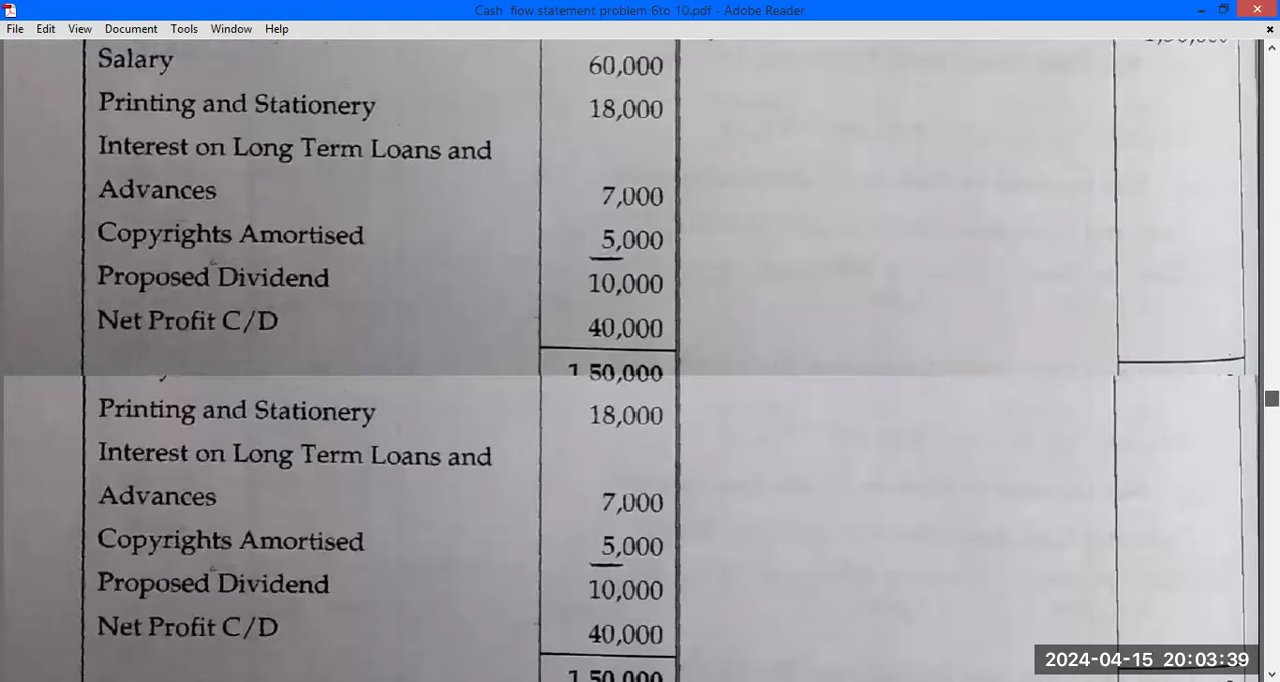 Cash flow statement problem 6to 10.pdf - Adobe Reader
File Edit View Document Tools Window Help
Salary 60,000
Printing and Stationery 18,000
Interest on Long Term Loans and
Advances 7,000
Copyrights Amortised 5,000
Proposed Dividend 10,000
Net Profit C/D 40,000
1,50,000
Printing and Stationery 18,000
Interest on Long Term Loans and
Advances 7,000
Copyrights Amortised 5,000
Proposed Dividend 10,000
Net Profit C/D 40,000
1,50,000
2024-04-15 20:03:39